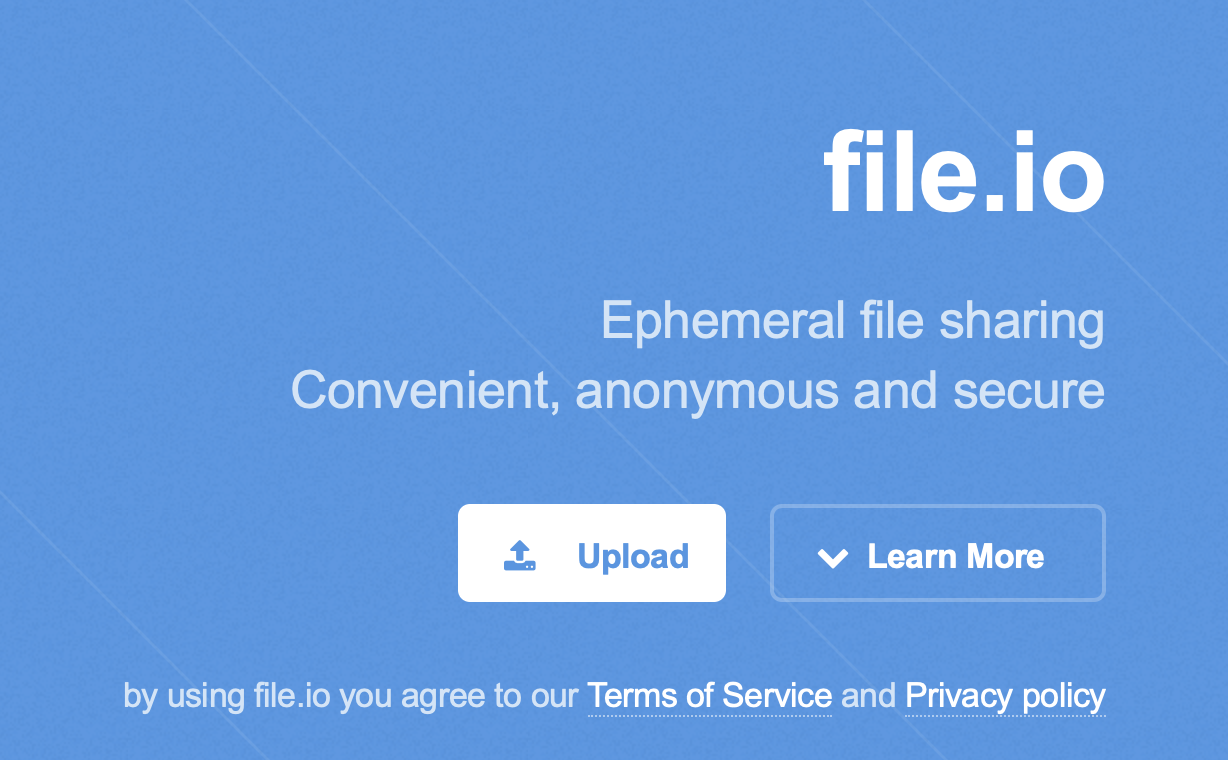 file.io
Ephemeral file sharing
Convenient, anonymous and secure
Upload
Learn More
by using file.io you agree to our Terms of Service and Privacy policy